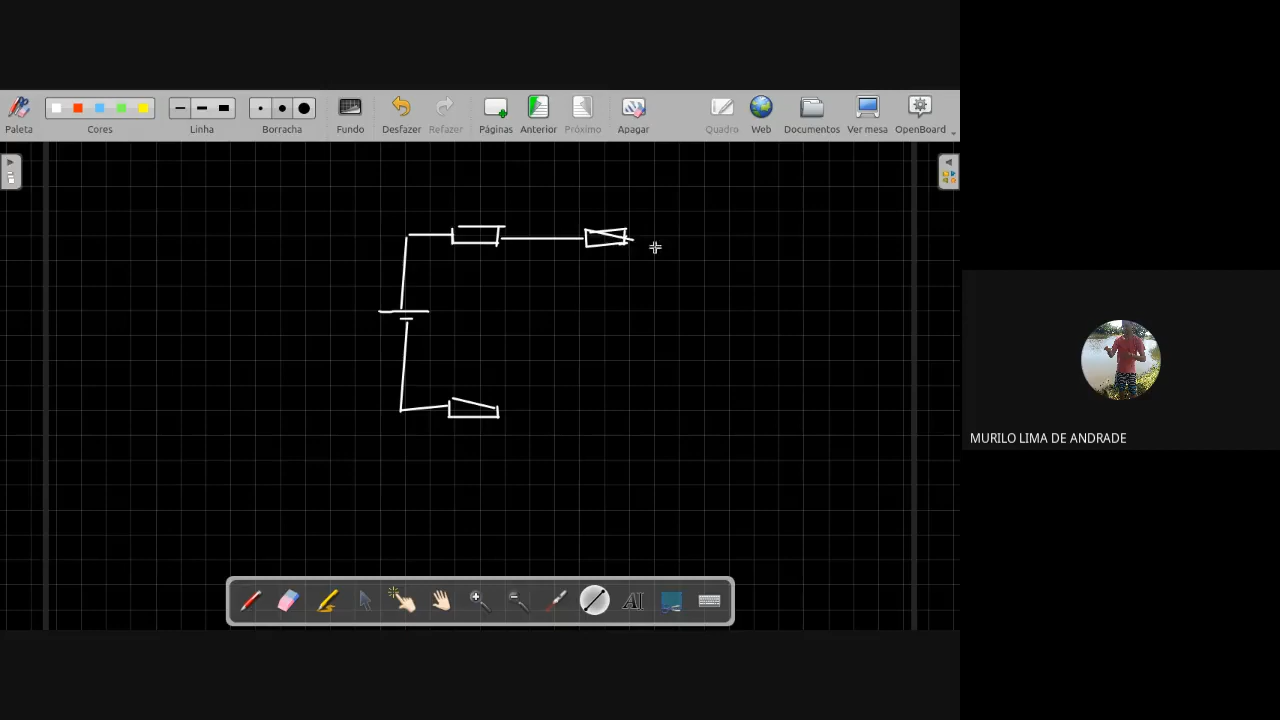 Paleta Cores Linha Borracha Fundo Desfazer Refazer Páginas Anterior Próximo Apagar Quadro Web Documentos Ver mesa OpenBoard
MURILO LIMA DE ANDRADE
AI